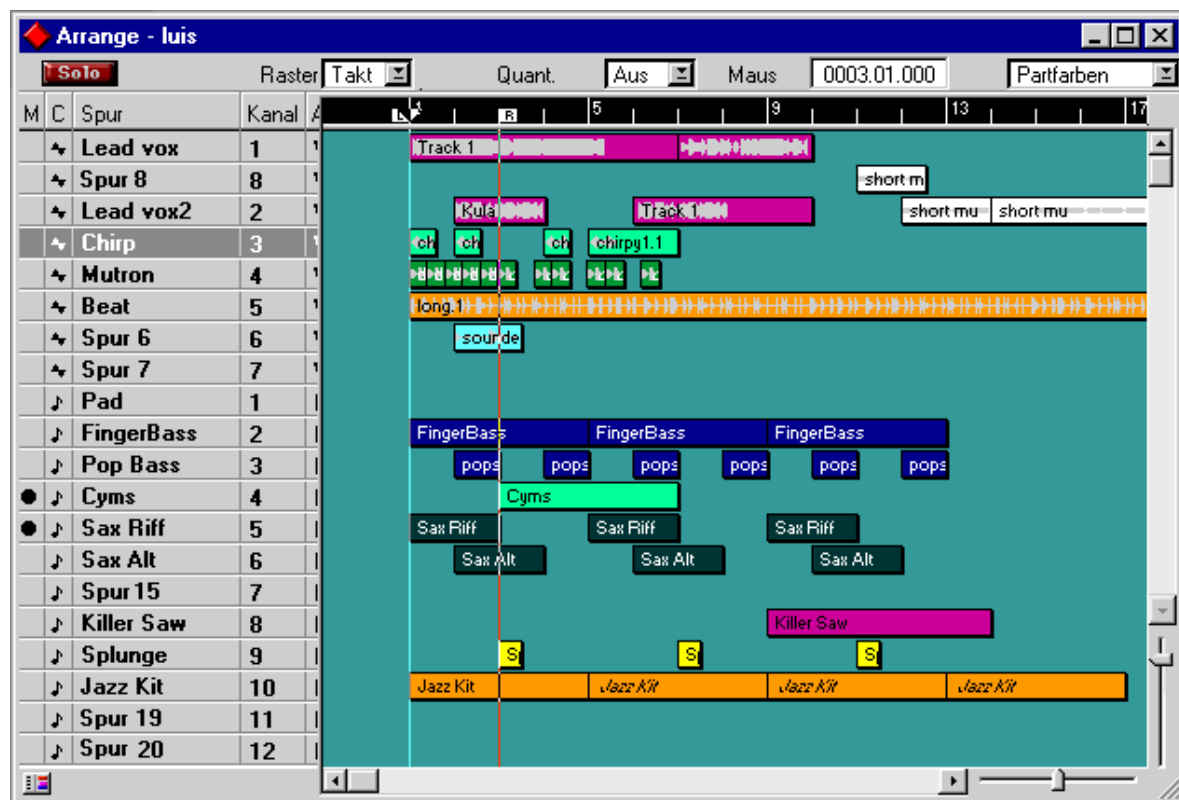 Arrange - luis
Solo Raster Takt Quant. Aus Maus 0003.01.000 Partfarben
M C Spur Kanal A L 1 R 5 9 13 17
Lead vox 1 Track 1
Spur 8 8 short m
Lead vox2 2 Kula Track 1 short mu short mu
Chirp 3 ch ch ch chirpy1.1
Mutron 4
Beat 5 long.1
Spur 6 6 sounde
Spur 7 7
Pad 1
FingerBass 2 FingerBass FingerBass FingerBass
Pop Bass 3 pops pops pops pops pops pops
Cyms 4 Cyms
Sax Riff 5 Sax Riff Sax Riff Sax Riff
Sax Alt 6 Sax Alt Sax Alt Sax Alt
Spur 15 7
Killer Saw 8 Killer Saw
Splunge 9 S S S
Jazz Kit 10 Jazz Kit Jazz Kit Jazz Kit Jazz Kit
Spur 19 11
Spur 20 12